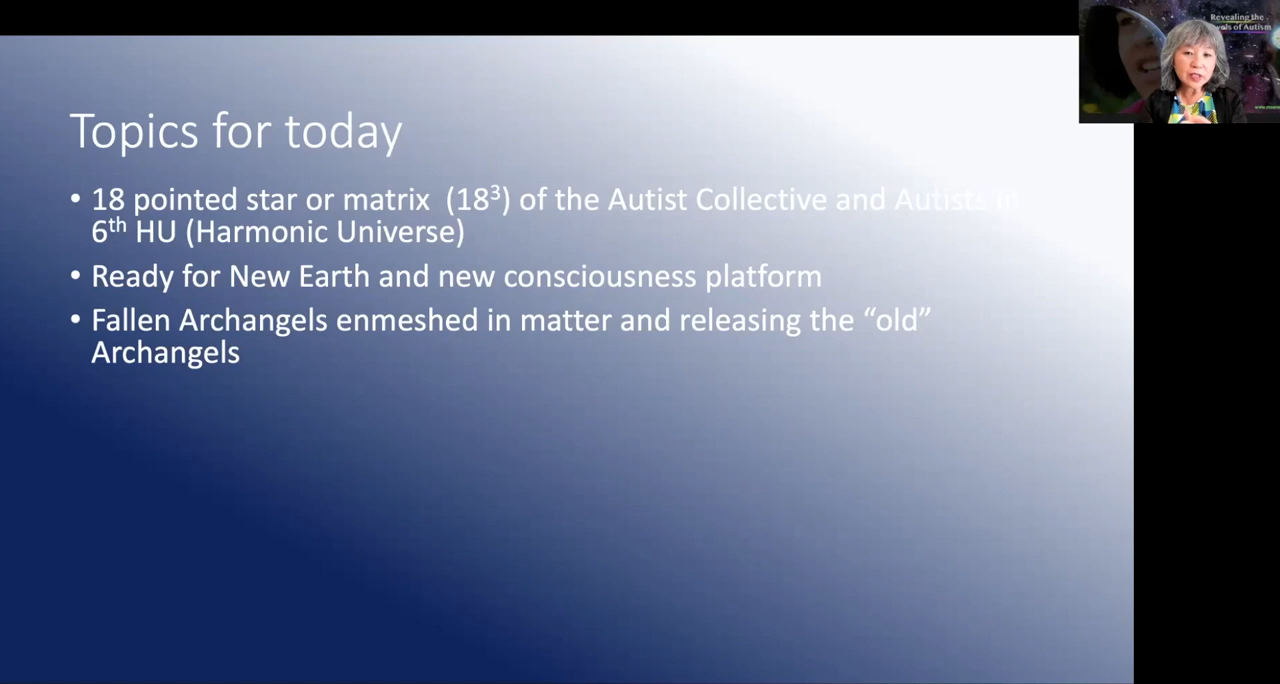 Topics for today
• 18 pointed star or matrix (18³) of the Autist Collective and Autists in
6th HU (Harmonic Universe)
• Ready for New Earth and new consciousness platform
• Fallen Archangels enmeshed in matter and releasing the “old”
Archangels
Revealing the
of Autism